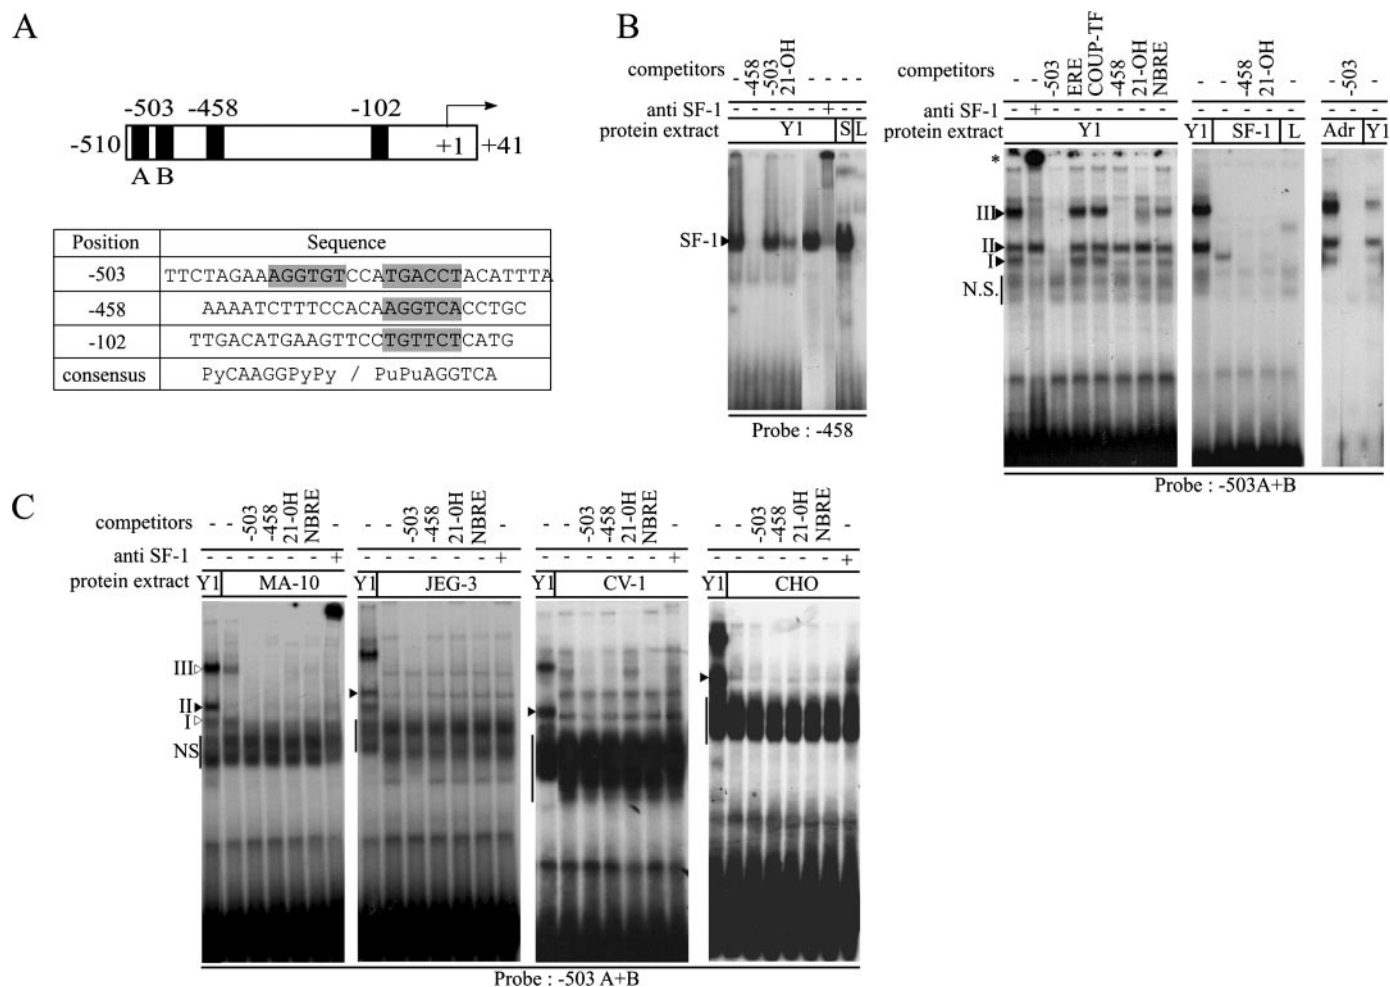 A
-503 -458 -102
-510 +1 +41
A B
Position Sequence
-503 TTCTAGAAAGGTGTCCATGACCTACATTTA
-458 AAAATCTTTCCACAAGGTCACCTGC
-102 TTGACATGAAGTTCCTGTTCTCATG
consensus PyCAAGGPyPy / PuPuAGGTCA
B
competitors - -458 -503 21-OH - - - -
anti SF-1 - - - - - + - -
protein extract Y1 S L
SF-1
Probe : -458
competitors - - -503 ERE COUP-TF -458 21-OH NBRE - - -458 21-OH - - -503 -
anti SF-1 - + - - - - - - - - - - - - - -
protein extract Y1 Y1 SF-1 L Adr Y1
*
III
II
I
N.S.
Probe : -503A+B
C
competitors - - -503 -458 21-0H NBRE - - - -503 -458 21-0H NBRE - - - -503 -458 21-0H NBRE - - - -503 -458 21-0H NBRE -
anti SF-1 - - - - - - + - - - - - - + - - - - - - + - - - - - - +
protein extract Y1 MA-10 Y1 JEG-3 Y1 CV-1 Y1 CHO
III
II
I
NS
Probe : -503 A+B